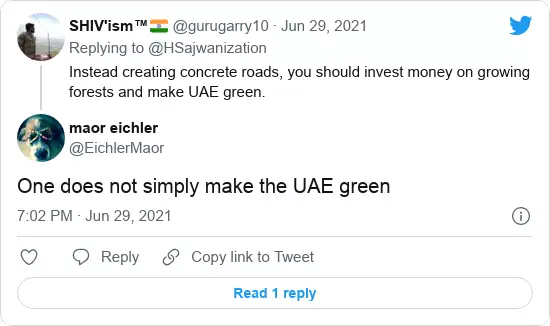 SHIV'ism™🇮🇳 @gurugarry10 · Jun 29, 2021
Replying to @HSajwanization
Instead creating concrete roads, you should invest money on growing
forests and make UAE green.
maor eichler
@EichlerMaor
One does not simply make the UAE green
7:02 PM · Jun 29, 2021
Reply
Copy link to Tweet
Read 1 reply